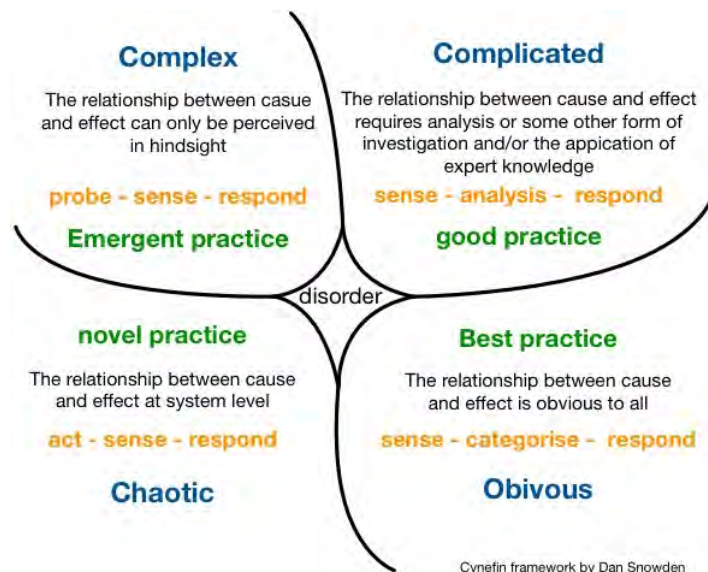 Complex
The relationship between casue
and effect can only be perceived
in hindsight
probe - sense - respond
Emergent practice
Complicated
The relationship between cause and effect
requires analysis or some other form of
investigation and/or the appication of
expert knowledge
sense - analysis - respond
good practice
disorder
novel practice
The relationship between cause
and effect at system level
act - sense - respond
Chaotic
Best practice
The relationship between cause
and effect is obvious to all
sense - categorise - respond
Obivous
Cynefin framework by Dan Snowden